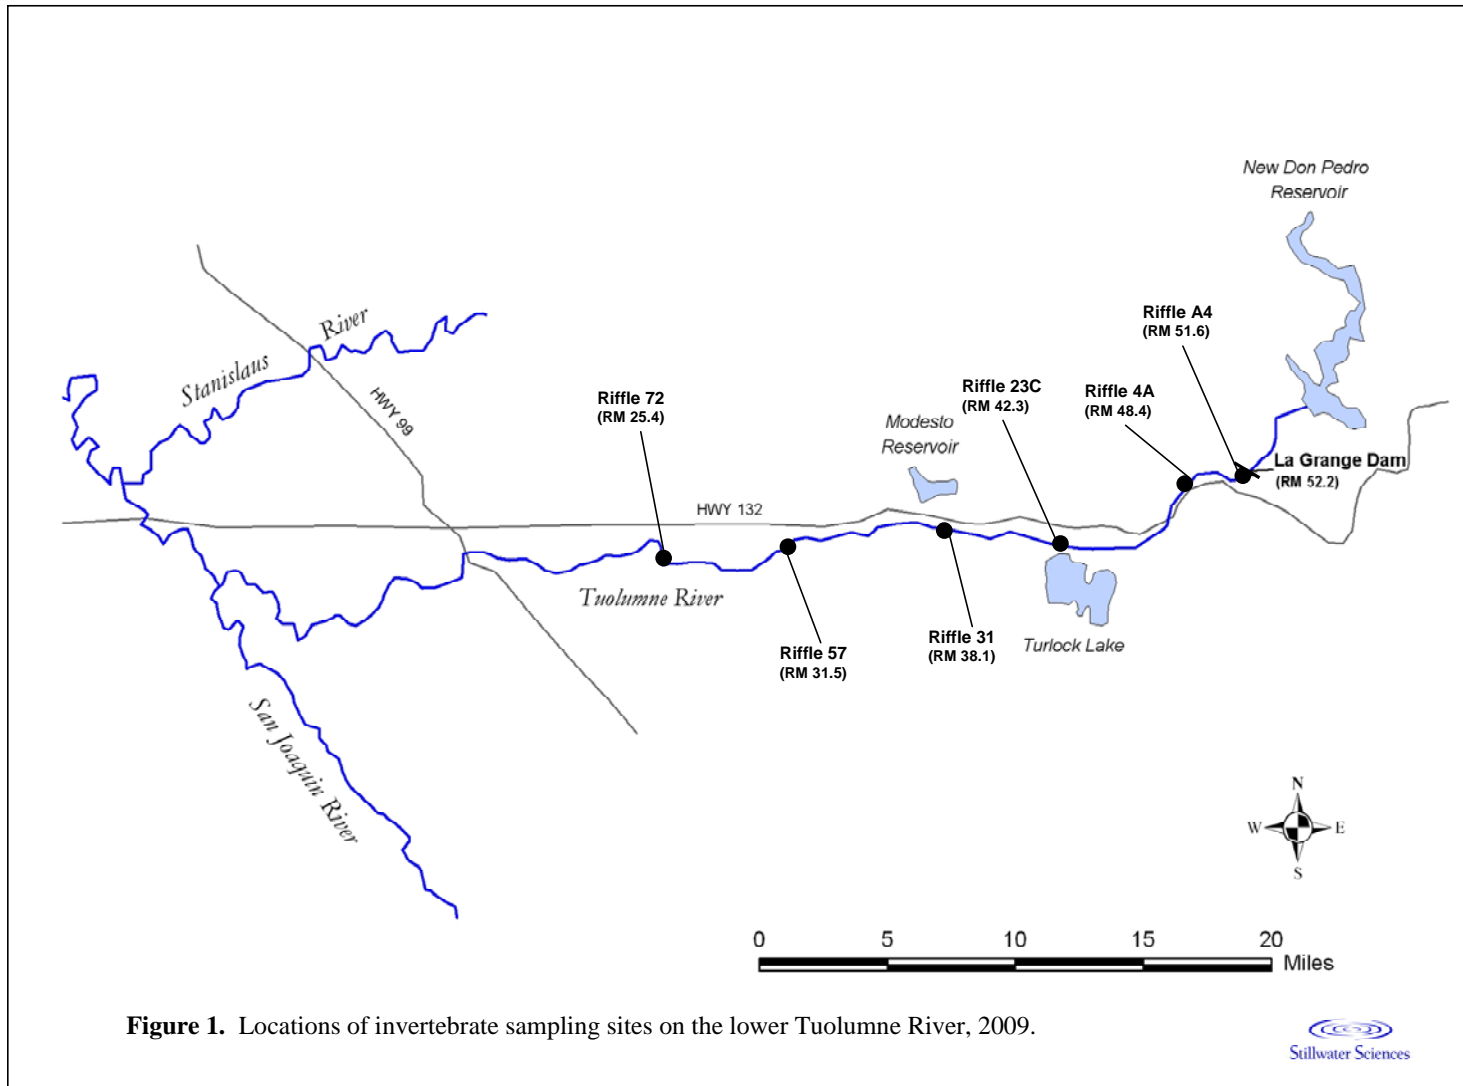 New Don Pedro
Reservoir
Riffle A4
(RM 51.6)
River
Stanislaus
HWY 99
Riffle 72
(RM 25.4)
Riffle 23C
(RM 42.3)
Riffle 4A
(RM 48.4)
Modesto
Reservoir
La Grange Dam
(RM 52.2)
HWY 132
Tuolumne River
Riffle 57
(RM 31.5)
Riffle 31
(RM 38.1)
Turlock Lake
San Joaquin River
N
W E
S
0 5 10 15 20
Miles
Figure 1. Locations of invertebrate sampling sites on the lower Tuolumne River, 2009.
Stillwater Sciences